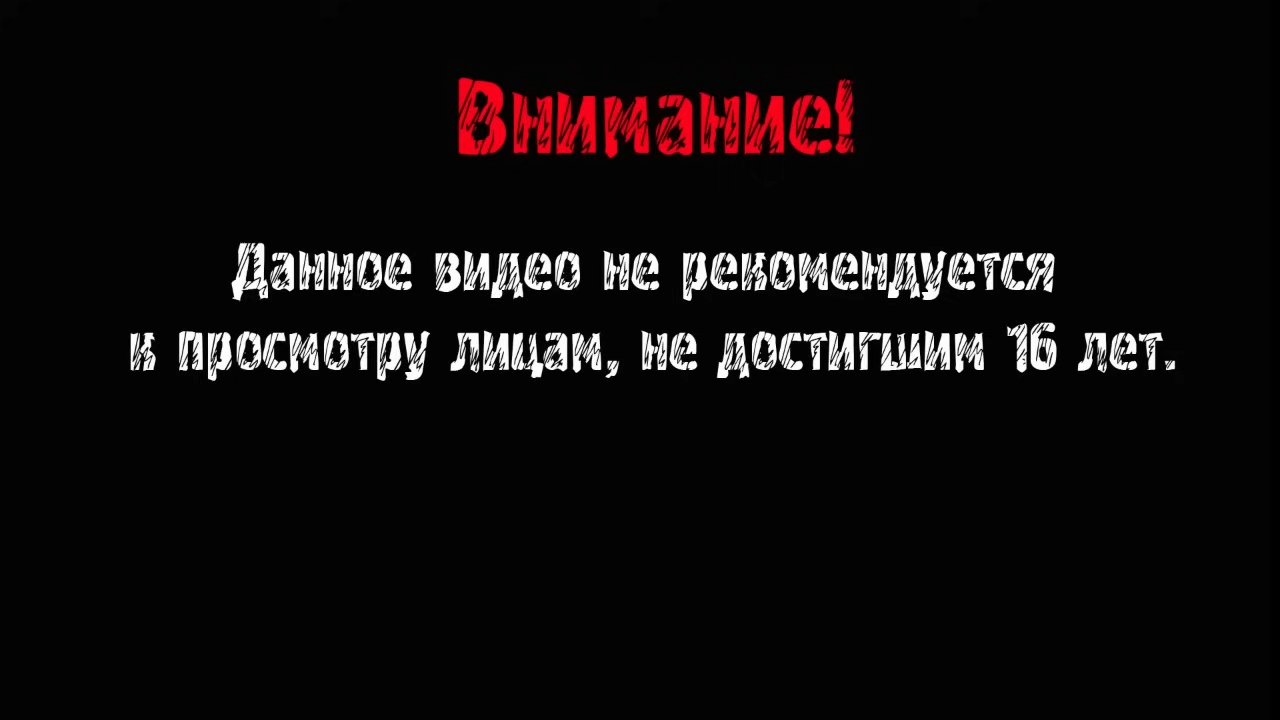 Внимание!
Данное видео не рекомендуется
к просмотру лицам, не достигшим 16 лет.